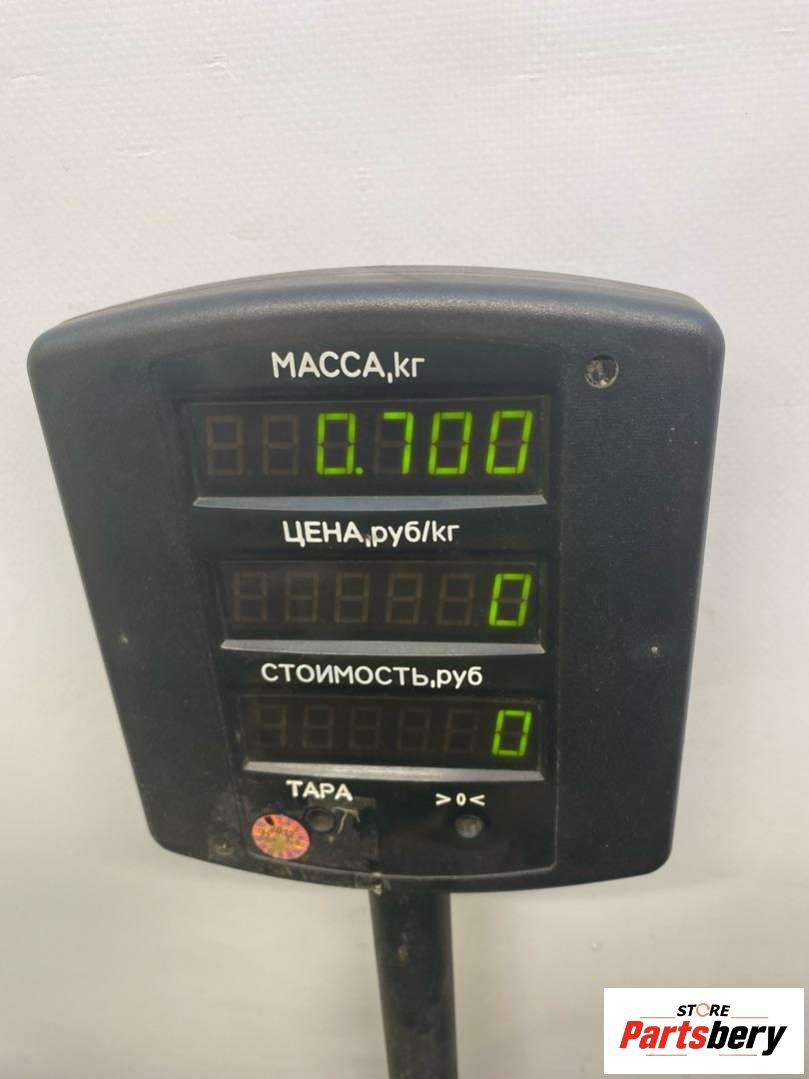 МАССА,кг
0.700
ЦЕНА,руб/кг
0
СТОИМОСТЬ,руб
0
ТАРА >0<
STORE
Partsbery